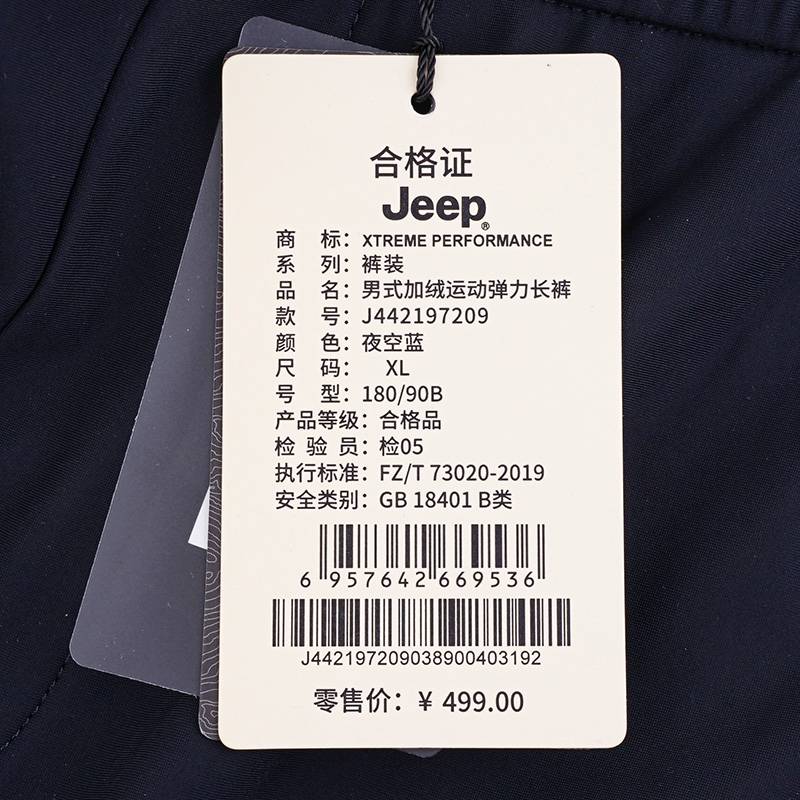 合格证
Jeep®
商 标：XTREME PERFORMANCE
系 列：裤装
品 名：男式加绒运动弹力长裤
款 号：J442197209
颜 色：夜空蓝
尺 码： XL
号 型：180/90B
产品等级：合格品
检 验 员：检05
执行标准：FZ/T 73020-2019
安全类别：GB 18401 B类
6 957642 669536
J442197209038900403192
零售价：¥ 499.00